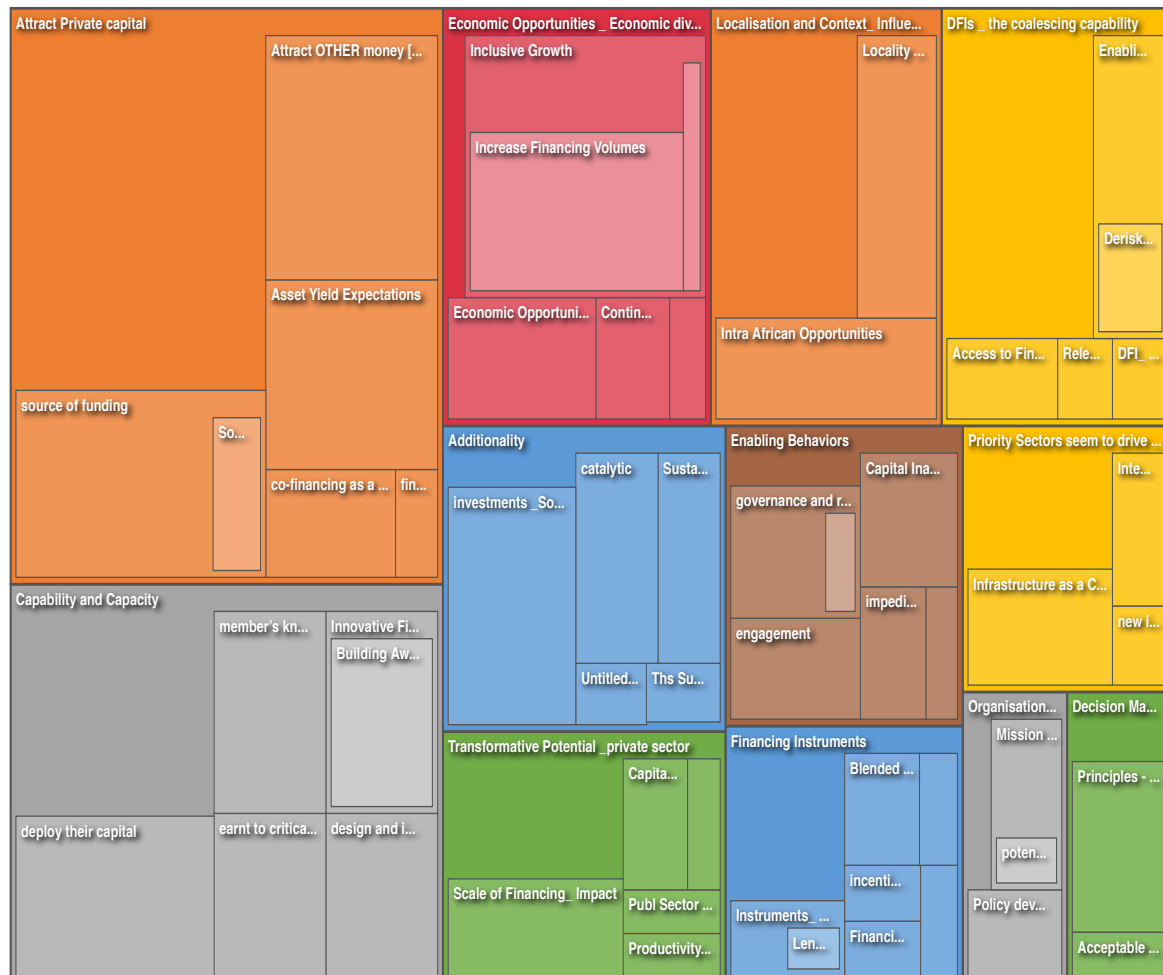 Attract Private capital
Attract OTHER money [...
Asset Yield Expectations
source of funding
So...
co-financing as a ...
fin...
Economic Opportunities _ Economic div...
Inclusive Growth
Increase Financing Volumes
Economic Opportuni...
Contin...
Localisation and Context_ Influe...
Locality ...
Intra African Opportunities
DFIs _ the coalescing capability
Enabli...
Derisk...
Access to Fin...
Rele...
DFI_ ...
Capability and Capacity
member's kn...
Innovative Fi...
Building Aw...
deploy their capital
earnt to critica...
design and i...
Additionality
investments _So...
catalytic
Susta...
Untitled...
Ths Su...
Enabling Behaviors
governance and r...
Capital Ina...
engagement
impedi...
Priority Sectors seem to drive ...
Inte...
Infrastructure as a C...
new i...
Transformative Potential _private sector
Capita...
Scale of Financing_ Impact
Publ Sector ...
Productivity...
Financing Instruments
Blended ...
incenti...
Instruments_ ...
Len...
Financi...
Organisation...
Mission ...
poten...
Policy dev...
Decision Ma...
Principles - ...
Acceptable ...